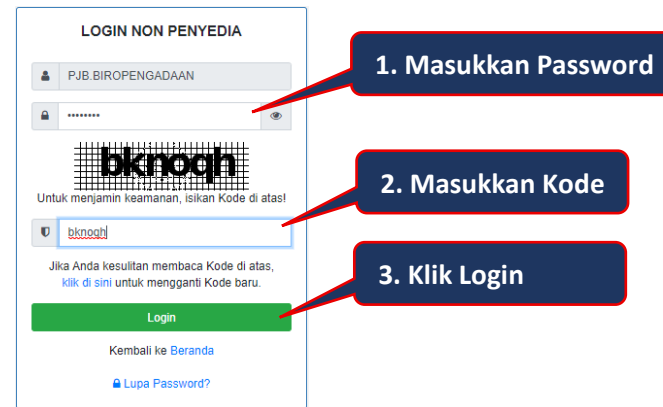 LOGIN NON PENYEDIA
PJB.BIROPENGADAAN
1. Masukkan Password
••••••••
bknoqh
Untuk menjamin keamanan, isikan Kode di atas!
2. Masukkan Kode
bknoqh
Jika Anda kesulitan membaca Kode di atas,
klik di sini untuk mengganti Kode baru.
3. Klik Login
Login
Kembali ke Beranda
Lupa Password?